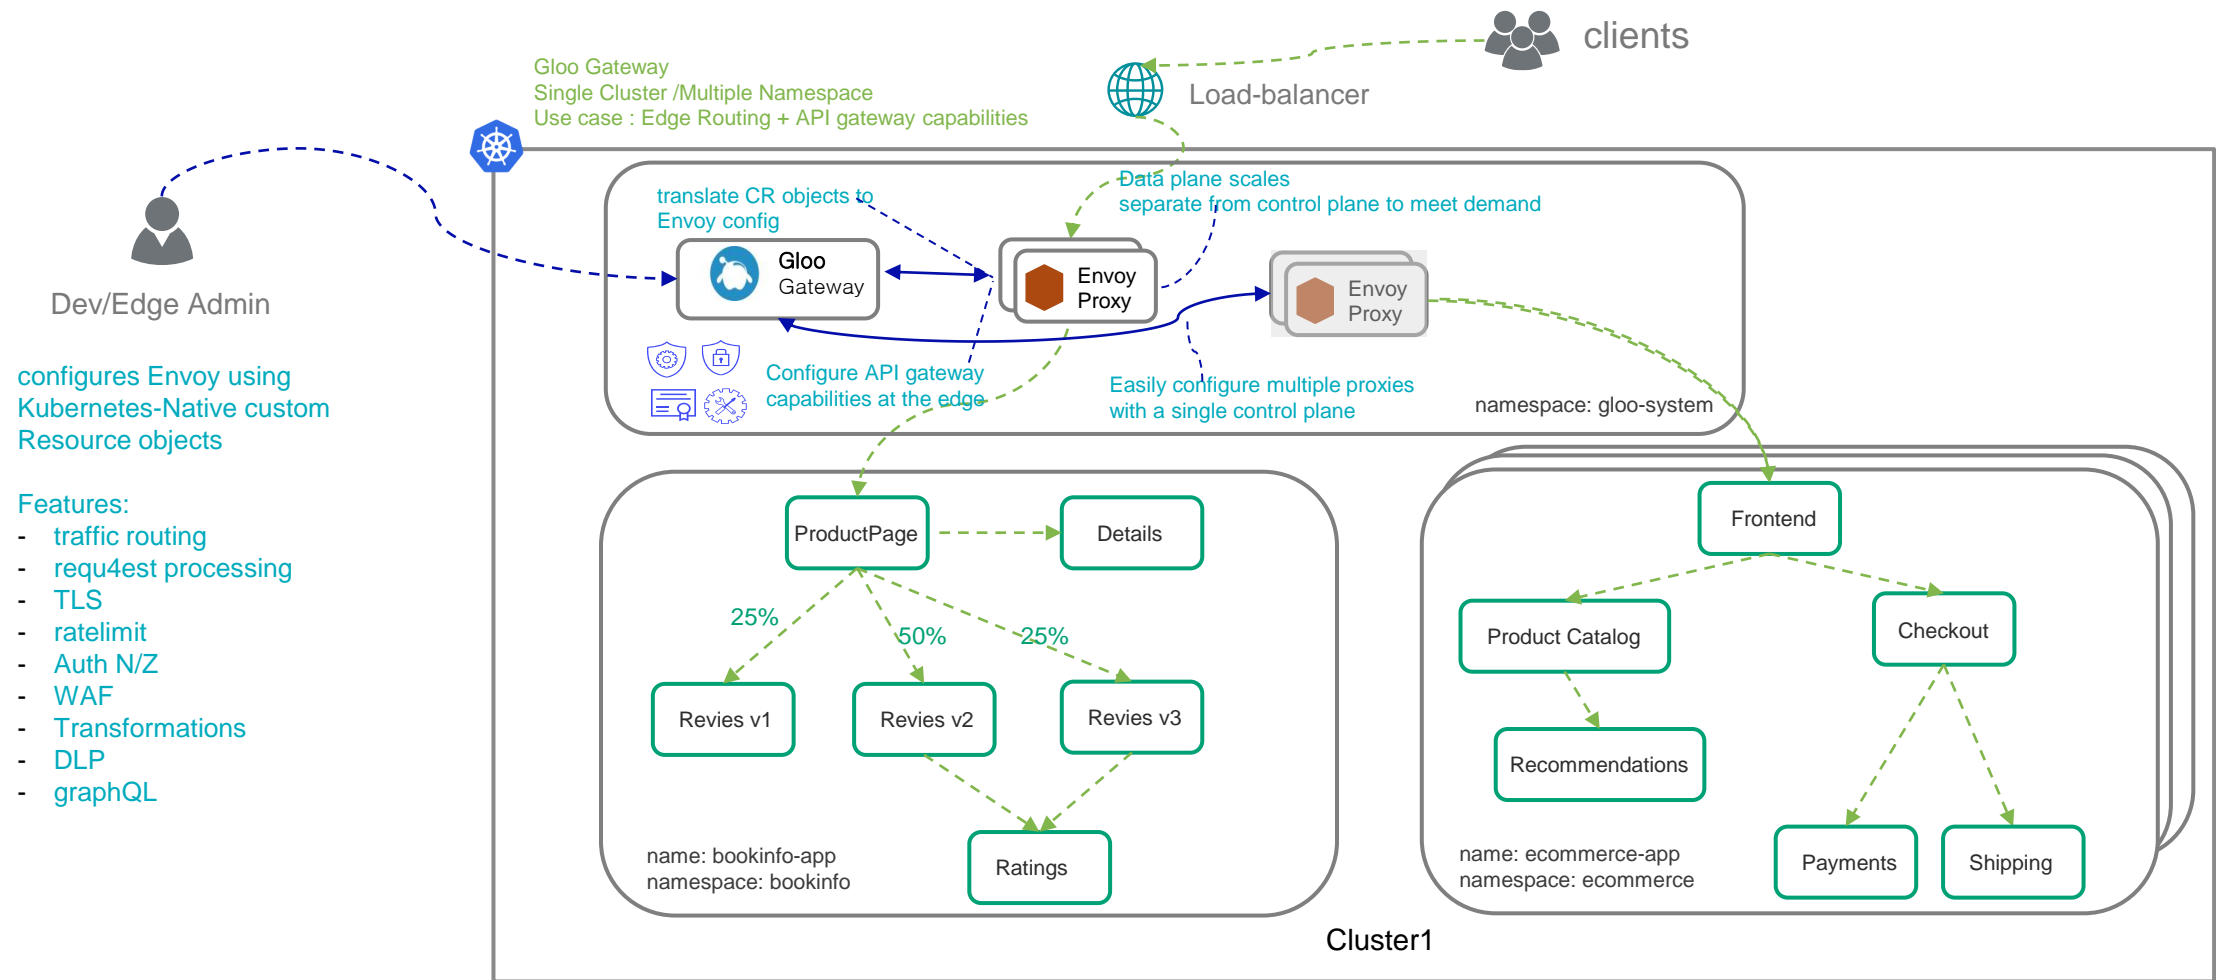 clients
Load-balancer
Gloo Gateway
Single Cluster /Multiple Namespace
Use case : Edge Routing + API gateway capabilities
Dev/Edge Admin
configures Envoy using
Kubernetes-Native custom
Resource objects
Features:
- traffic routing
- requ4est processing
- TLS
- ratelimit
- Auth N/Z
- WAF
- Transformations
- DLP
- graphQL
translate CR objects to
Envoy config
Data plane scales
separate from control plane to meet demand
Gloo
Gateway
Envoy
Proxy
Envoy
Proxy
Configure API gateway
capabilities at the edge
Easily configure multiple proxies
with a single control plane
namespace: gloo-system
ProductPage
Details
25%
50%
25%
Revies v1
Revies v2
Revies v3
Ratings
name: bookinfo-app
namespace: bookinfo
Frontend
Product Catalog
Checkout
Recommendations
Payments
Shipping
name: ecommerce-app
namespace: ecommerce
Cluster1